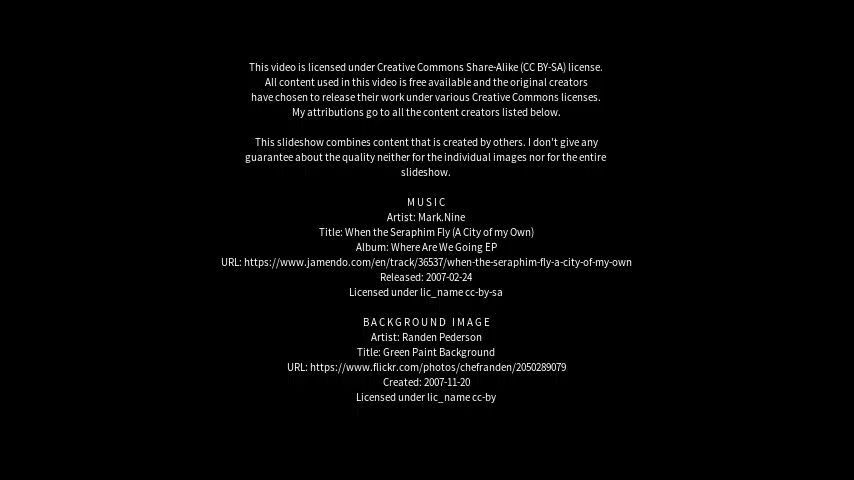 This video is licensed under Creative Commons Share-Alike (CC BY-SA) license.
All content used in this video is free available and the original creators
have chosen to release their work under various Creative Commons licenses.
My attributions go to all the content creators listed below.
This slideshow combines content that is created by others. I don't give any
guarantee about the quality neither for the individual images nor for the entire
slideshow.
MUSIC
Artist: Mark.Nine
Title: When the Seraphim Fly (A City of my Own)
Album: Where Are We Going EP
URL: https://www.jamendo.com/en/track/36537/when-the-seraphim-fly-a-city-of-my-own
Released: 2007-02-24
Licensed under lic_name cc-by-sa
BACKGROUND IMAGE
Artist: Randen Pederson
Title: Green Paint Background
URL: https://www.flickr.com/photos/chefranden/2050289079
Created: 2007-11-20
Licensed under lic_name cc-by